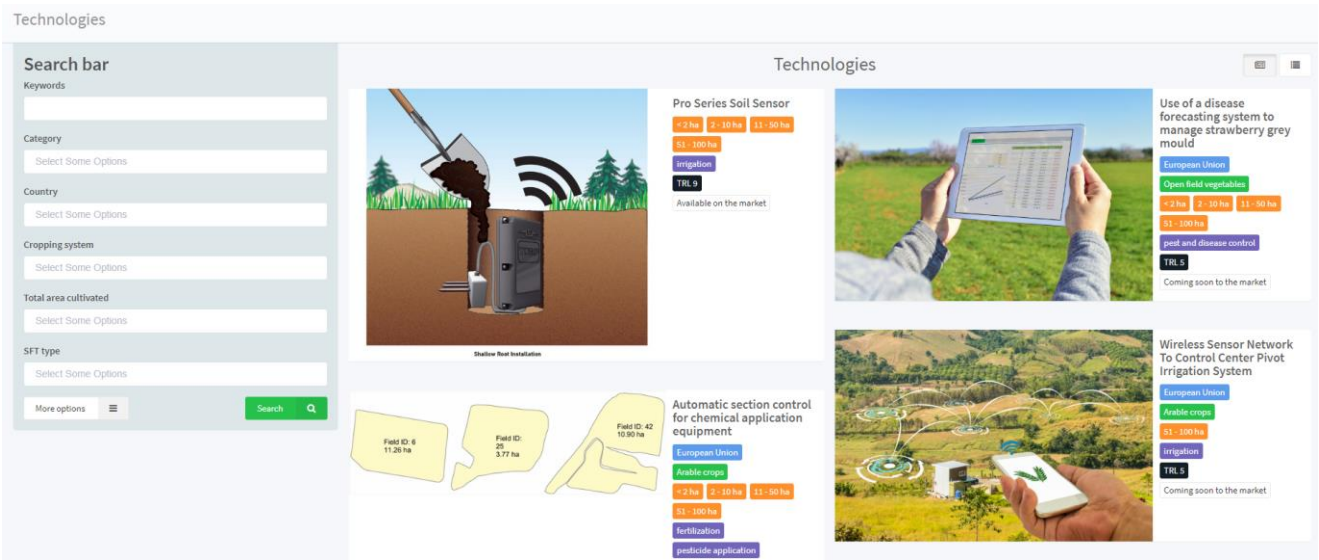 Technologies
Search bar
Keywords
Category
Select Some Options
Country
Select Some Options
Cropping system
Select Some Options
Total area cultivated
Select Some Options
SFT type
Select Some Options
More options
Search
Technologies
Pro Series Soil Sensor
< 2 ha 2 - 10 ha 11 - 50 ha
51 - 100 ha
irrigation
TRL 9
Available on the market
Shallow Root Installation
Use of a disease
forecasting system to
manage strawberry grey
mould
European Union
Open field vegetables
< 2 ha 2 - 10 ha 11 - 50 ha
51 - 100 ha
pest and disease control
TRL 5
Coming soon to the market
Field ID: 6
11.26 ha
Field ID:
25
3.77 ha
Field ID: 42
10.90 ha
Automatic section control
for chemical application
equipment
European Union
Arable crops
< 2 ha 2 - 10 ha 11 - 50 ha
51 - 100 ha
fertilization
pesticide application
Wireless Sensor Network
To Control Center Pivot
Irrigation System
European Union
Arable crops
51 - 100 ha
irrigation
TRL 5
Coming soon to the market